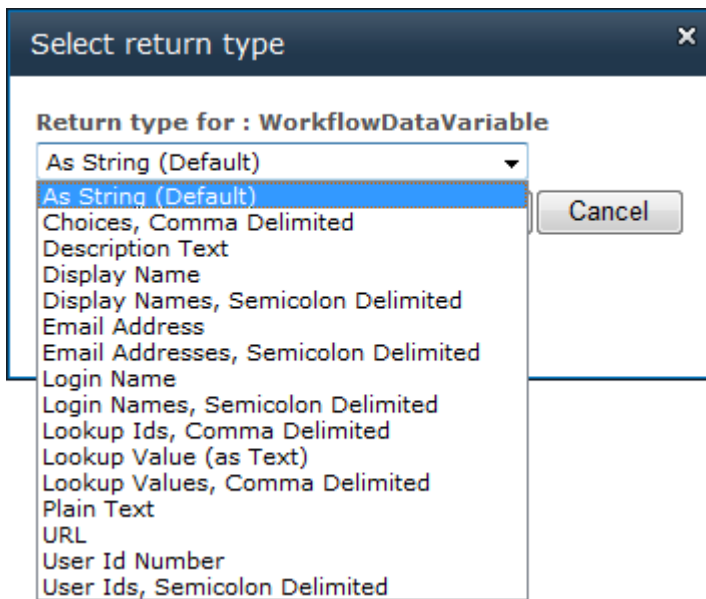 Select return type
Return type for : WorkflowDataVariable
As String (Default)
As String (Default)
Choices, Comma Delimited
Cancel
Description Text
Display Name
Display Names, Semicolon Delimited
Email Address
Email Addresses, Semicolon Delimited
Login Name
Login Names, Semicolon Delimited
Lookup Ids, Comma Delimited
Lookup Value (as Text)
Lookup Values, Comma Delimited
Plain Text
URL
User Id Number
User Ids, Semicolon Delimited